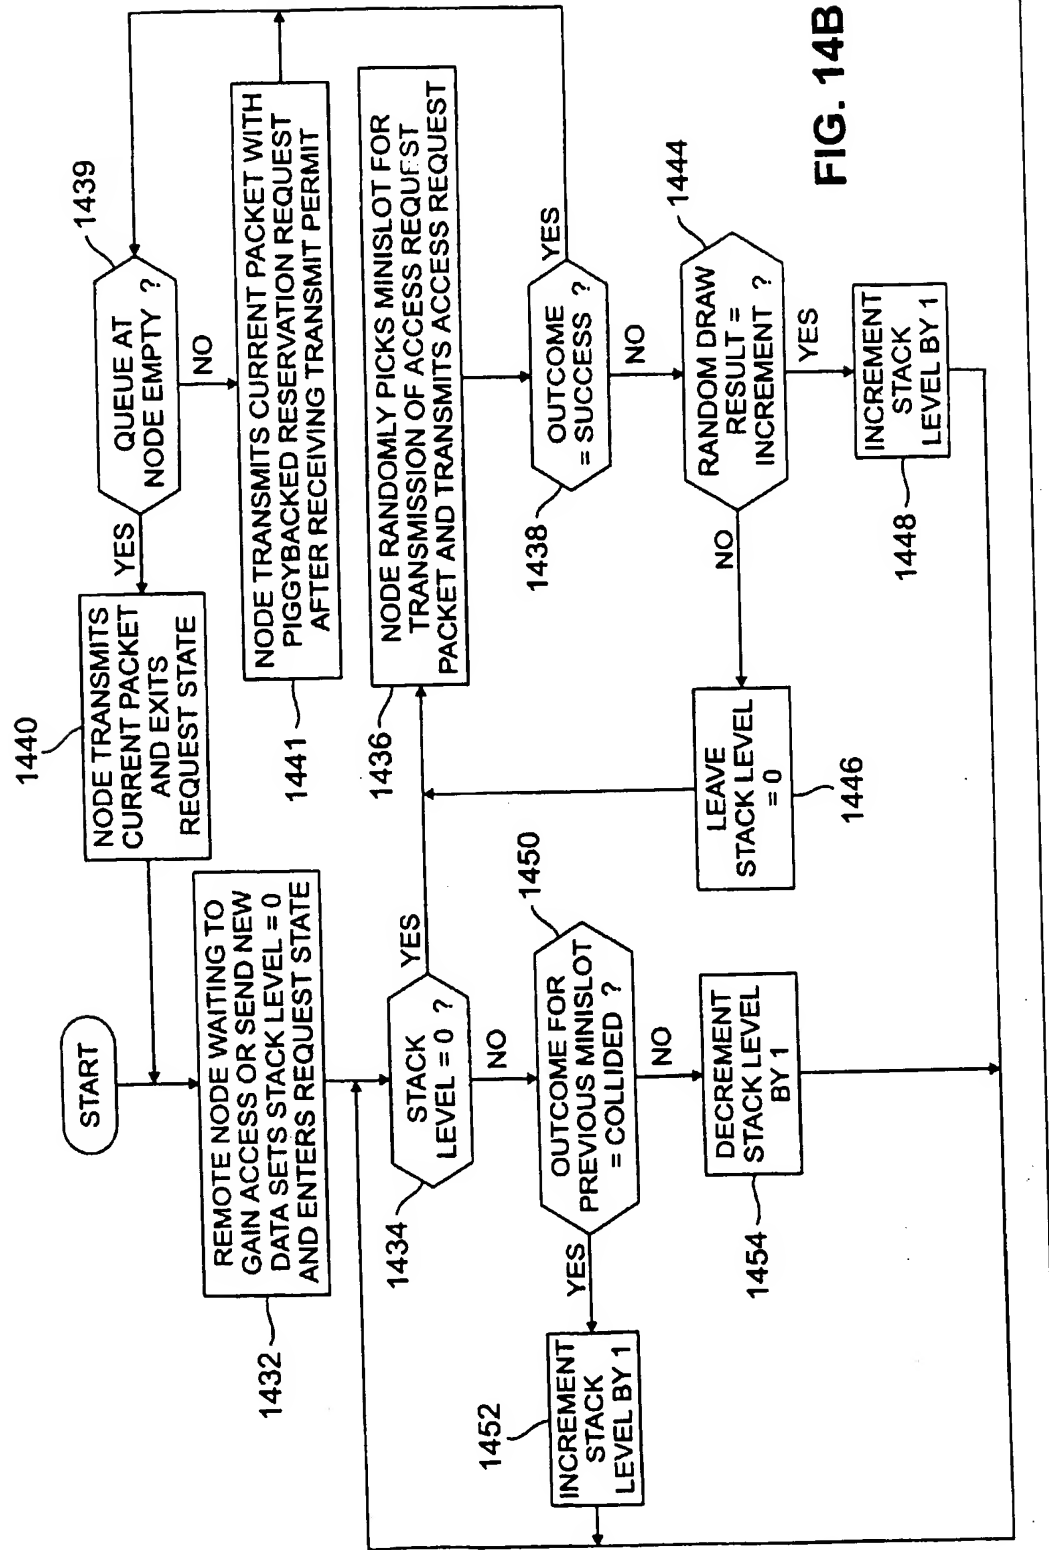 START
REMOTE NODE WAITING TO
GAIN ACCESS OR SEND NEW
DATA SETS STACK LEVEL = 0
AND ENTERS REQUEST STATE
1432
STACK
LEVEL = 0 ?
1434
YES
NO
OUTCOME FOR
PREVIOUS MINISLOT
= COLLIDED ?
1450
YES
NO
INCREMENT
STACK
LEVEL BY 1
1452
DECREMENT
STACK LEVEL
BY 1
1454
1440
NODE TRANSMITS
CURRENT PACKET
AND EXITS
REQUEST STATE
YES
QUEUE AT
NODE EMPTY ?
1439
NO
NODE TRANSMITS CURRENT PACKET WITH
PIGGYBACKED RESERVATION REQUEST
AFTER RECEIVING TRANSMIT PERMIT
1441
NODE RANDOMLY PICKS MINISLOT FOR
TRANSMISSION OF ACCESS REQUEST
PACKET AND TRANSMITS ACCESS REQUEST
1436
OUTCOME
= SUCCESS ?
1438
YES
NO
RANDOM DRAW
RESULT =
INCREMENT ?
1444
NO
YES
LEAVE
STACK LEVEL
= 0
1446
INCREMENT
STACK
LEVEL BY 1
1448
FIG. 14B